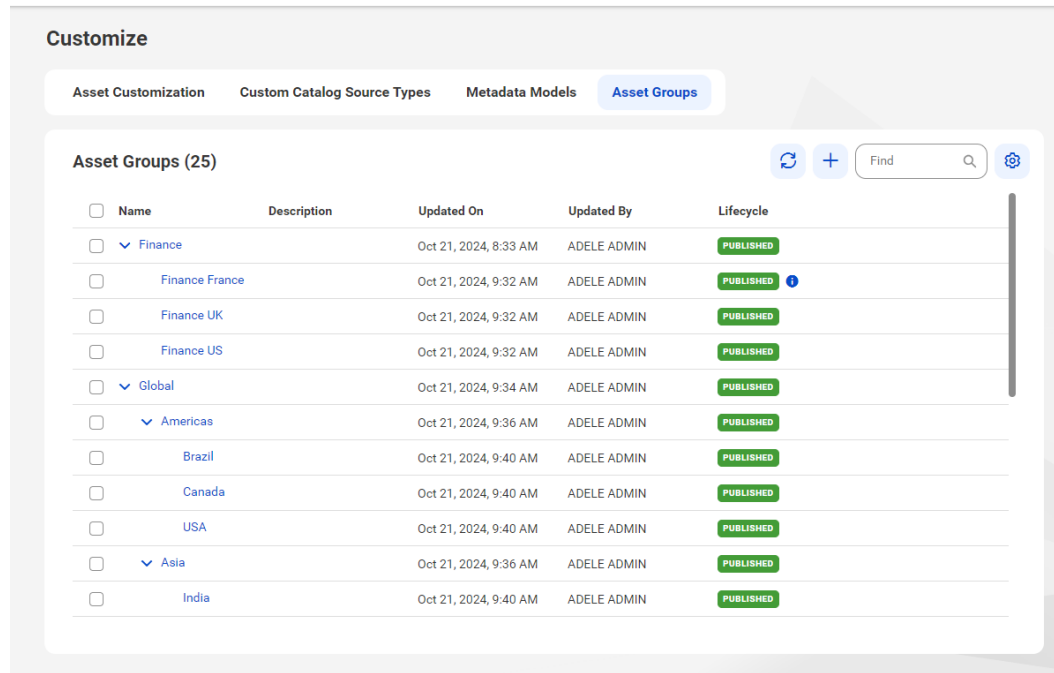 Customize
Asset Customization Custom Catalog Source Types Metadata Models Asset Groups
Asset Groups (25) Find
Name Description Updated On Updated By Lifecycle
Finance Oct 21, 2024, 8:33 AM ADELE ADMIN PUBLISHED
Finance France Oct 21, 2024, 9:32 AM ADELE ADMIN PUBLISHED
Finance UK Oct 21, 2024, 9:32 AM ADELE ADMIN PUBLISHED
Finance US Oct 21, 2024, 9:32 AM ADELE ADMIN PUBLISHED
Global Oct 21, 2024, 9:34 AM ADELE ADMIN PUBLISHED
Americas Oct 21, 2024, 9:36 AM ADELE ADMIN PUBLISHED
Brazil Oct 21, 2024, 9:40 AM ADELE ADMIN PUBLISHED
Canada Oct 21, 2024, 9:40 AM ADELE ADMIN PUBLISHED
USA Oct 21, 2024, 9:40 AM ADELE ADMIN PUBLISHED
Asia Oct 21, 2024, 9:36 AM ADELE ADMIN PUBLISHED
India Oct 21, 2024, 9:40 AM ADELE ADMIN PUBLISHED